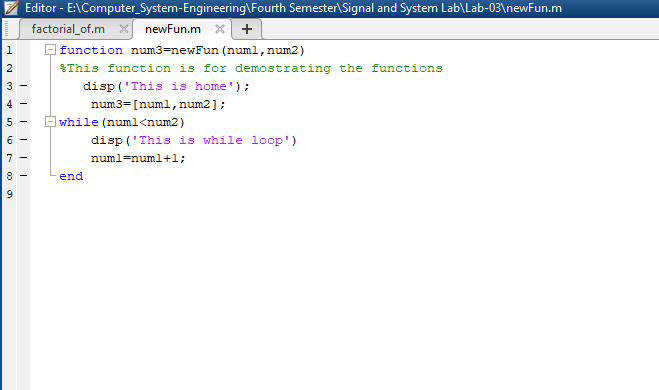 Editor - E:\Computer_System-Engineering\Fourth Semester\Signal and System Lab\Lab-03\newFun.m
factorial_of.m newFun.m +
1 function num3=newFun(num1,num2)
2 %This function is for demostrating the functions
3 disp('This is home');
4 num3=[num1,num2];
5 while(num1<num2)
6 disp('This is while loop')
7 num1=num1+1;
8 end
9